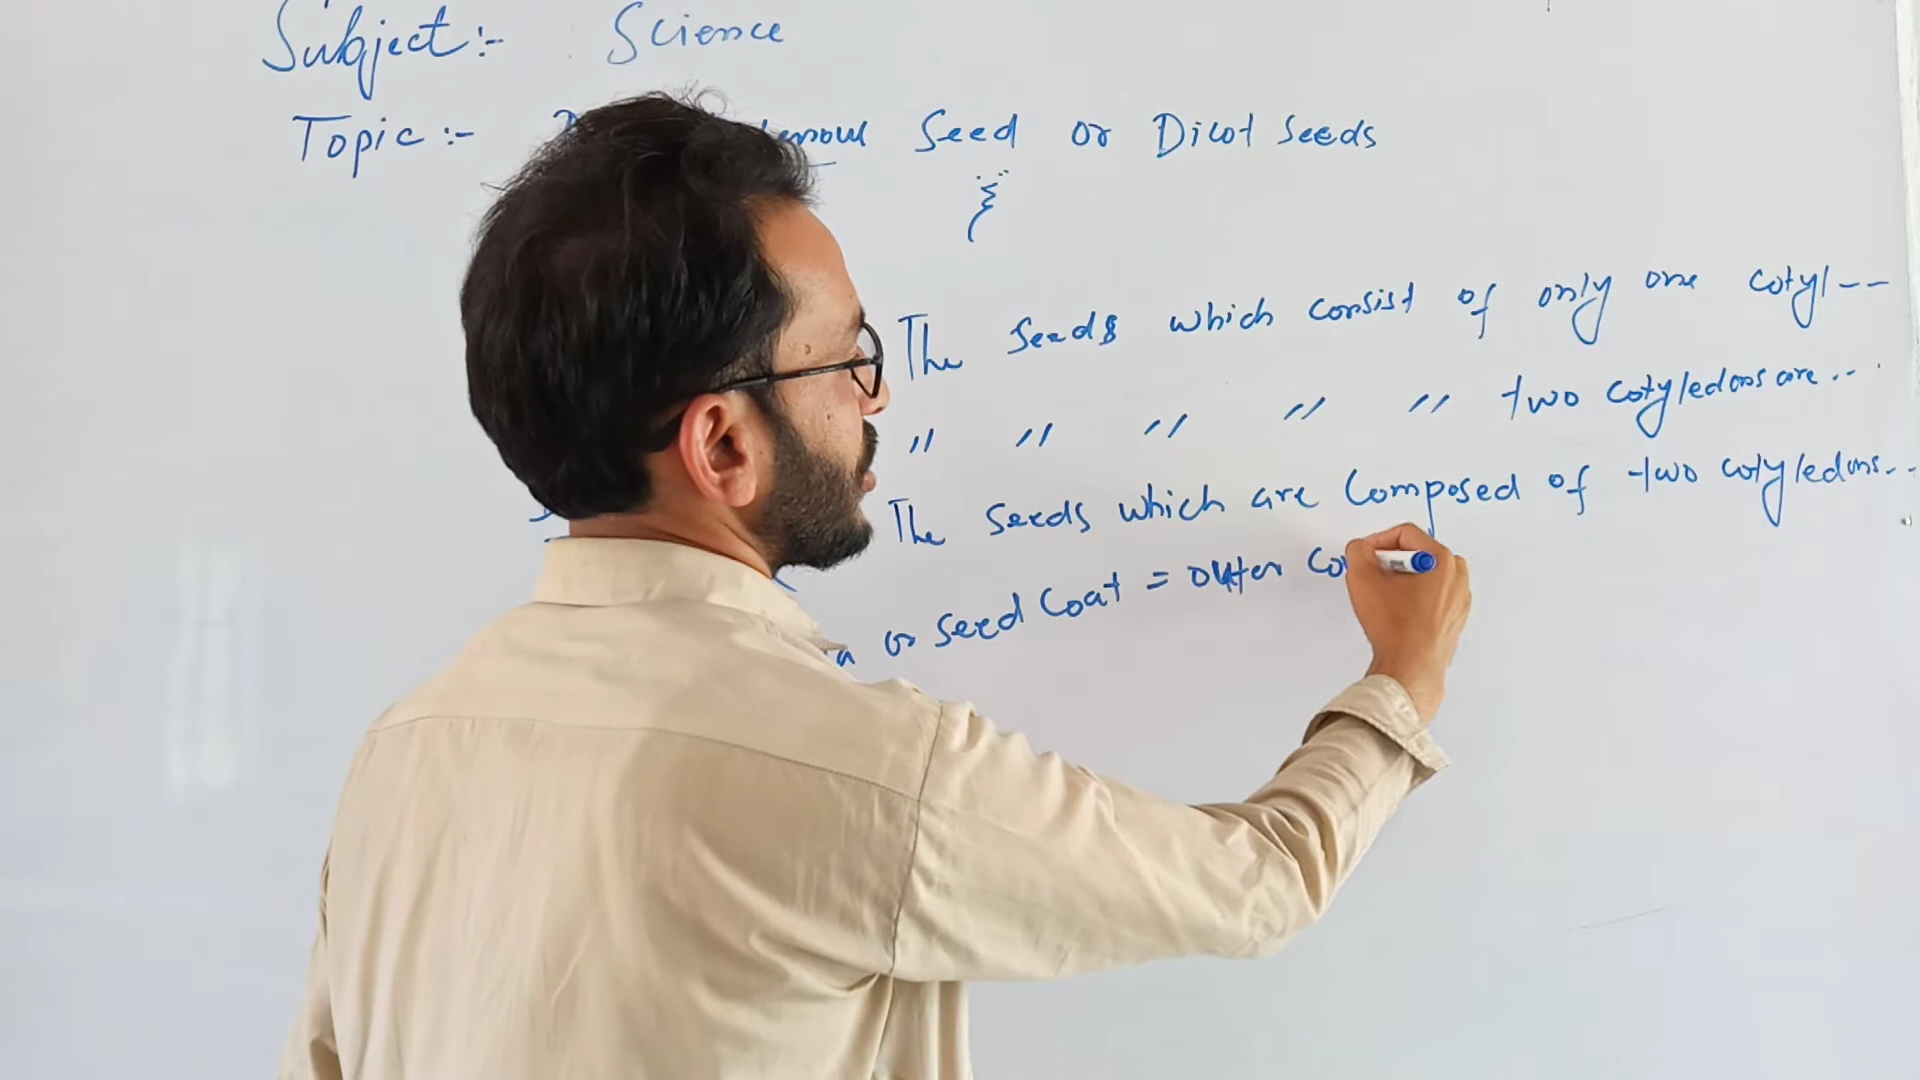 Subject:- Science
Topic:- Seed or Dicot Seeds
The Seeds which consist of only one cotyl--
" " " " " two cotyledons are...
The Seeds which are Composed of two cotyledons..
or Seed Coat = outer